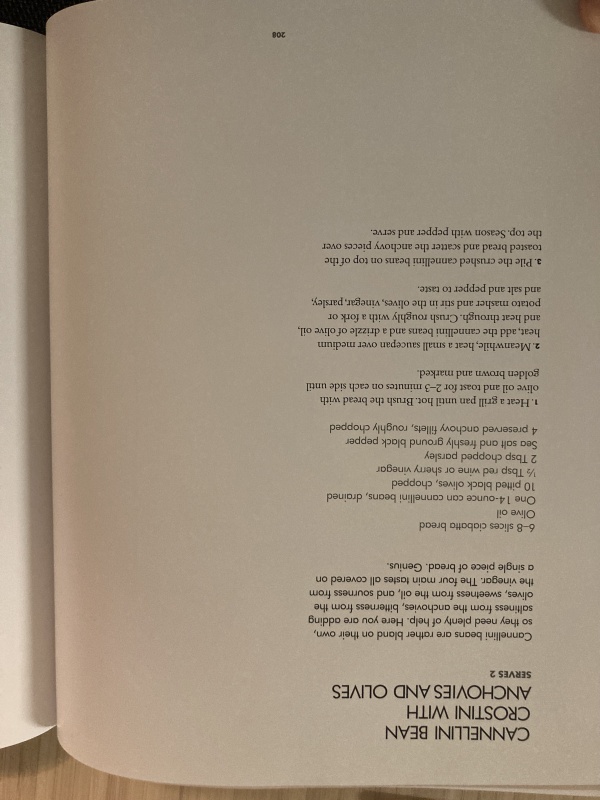 CANNELLINI BEAN
CROSTINI WITH
ANCHOVIES AND OLIVES
SERVES 2
Cannellini beans are rather bland on their own,
so they need plenty of help. Here you are adding
saltiness from the anchovies, bitterness from the
olives, sweetness from the oil, and sourness from
the vinegar. The four main tastes all covered on
a single piece of bread. Genius.
6–8 slices ciabatta bread
Olive oil
One 14-ounce can cannellini beans, drained
10 pitted black olives, chopped
½ Tbsp red wine or sherry vinegar
2 Tbsp chopped parsley
Sea salt and freshly ground black pepper
4 preserved anchovy fillets, roughly chopped
1. Heat a grill pan until hot. Brush the bread with
olive oil and toast for 2–3 minutes on each side until
golden brown and marked.
2. Meanwhile, heat a small saucepan over medium
heat, add the cannellini beans and a drizzle of olive oil,
and heat through. Crush roughly with a fork or
potato masher and stir in the olives, vinegar, parsley,
and salt and pepper to taste.
3. Pile the crushed cannellini beans on top of the
toasted bread and scatter the anchovy pieces over
the top. Season with pepper and serve.
208